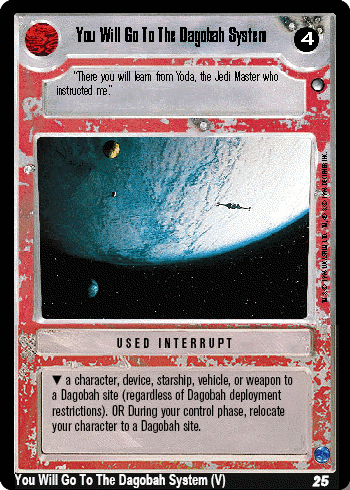 You Will Go To The Dagobah System
4
"There you will learn from Yoda, the Jedi Master who
instructed me."
USED INTERRUPT
▼ a character, device, starship, vehicle, or weapon to
a Dagobah site (regardless of Dagobah deployment
restrictions). OR During your control phase, relocate
your character to a Dagobah site.
You Will Go To The Dagobah System (V)
25